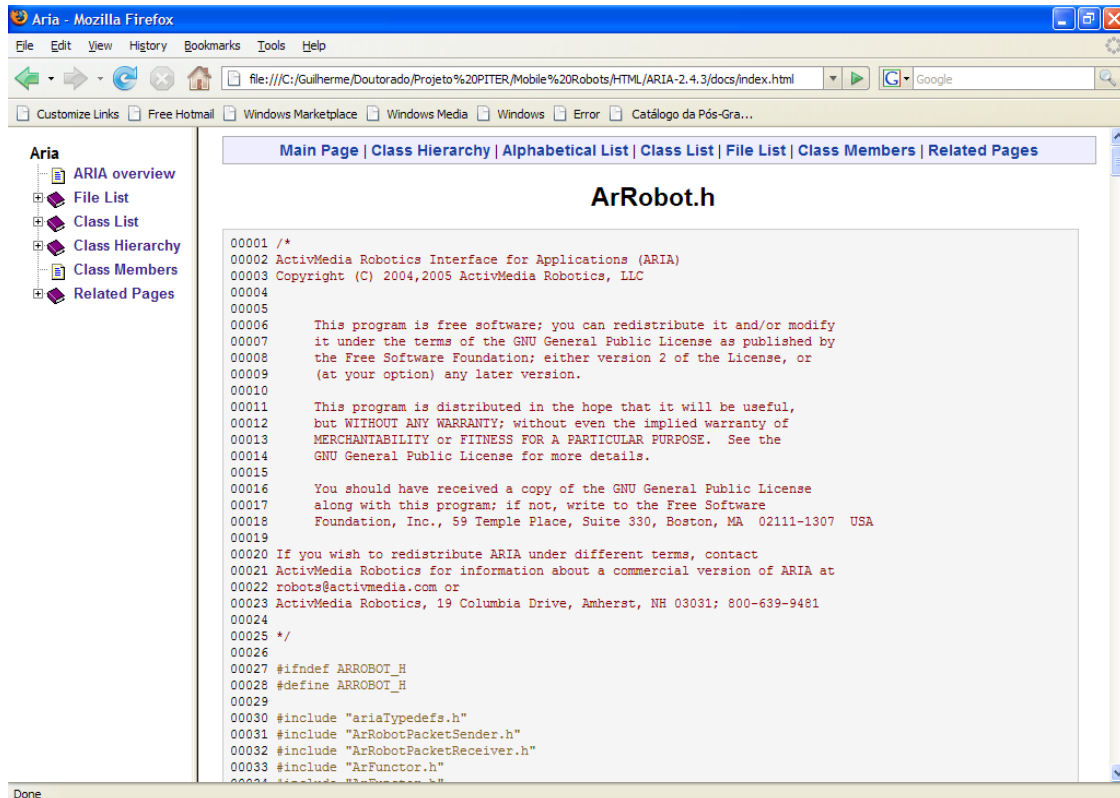 Aria - Mozilla Firefox
File Edit View History Bookmarks Tools Help
file:///C:/Guilherme/Doutorado/Projeto%20PITER/Mobile%20Robots/HTML/ARIA-2.4.3/docs/index.html
G Google
Customize Links Free Hotmail Windows Marketplace Windows Media Windows Error Catálogo da Pós-Gra...
Aria
ARIA overview
File List
Class List
Class Hierarchy
Class Members
Related Pages
Main Page | Class Hierarchy | Alphabetical List | Class List | File List | Class Members | Related Pages
ArRobot.h
00001 /*
00002 ActivMedia Robotics Interface for Applications (ARIA)
00003 Copyright (C) 2004,2005 ActivMedia Robotics, LLC
00004
00005
00006      This program is free software; you can redistribute it and/or modify
00007      it under the terms of the GNU General Public License as published by
00008      the Free Software Foundation; either version 2 of the License, or
00009      (at your option) any later version.
00010
00011      This program is distributed in the hope that it will be useful,
00012      but WITHOUT ANY WARRANTY; without even the implied warranty of
00013      MERCHANTABILITY or FITNESS FOR A PARTICULAR PURPOSE.  See the
00014      GNU General Public License for more details.
00015
00016      You should have received a copy of the GNU General Public License
00017      along with this program; if not, write to the Free Software
00018      Foundation, Inc., 59 Temple Place, Suite 330, Boston, MA  02111-1307  USA
00019
00020 If you wish to redistribute ARIA under different terms, contact
00021 ActivMedia Robotics for information about a commercial version of ARIA at
00022 robots@activmedia.com or
00023 ActivMedia Robotics, 19 Columbia Drive, Amherst, NH 03031; 800-639-9481
00024
00025 */
00026
00027 #ifndef ARROBOT_H
00028 #define ARROBOT_H
00029
00030 #include "ariaTypedefs.h"
00031 #include "ArRobotPacketSender.h"
00032 #include "ArRobotPacketReceiver.h"
00033 #include "ArFunctor.h"
Done